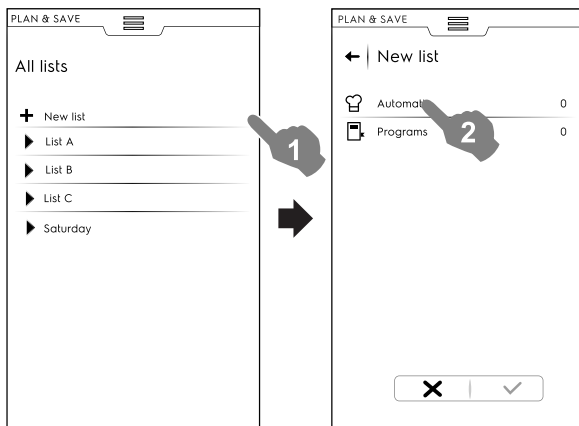 PLAN & SAVE
All lists
New list
List A
List B
List C
Saturday
1
PLAN & SAVE
New list
0
Programs 0
2